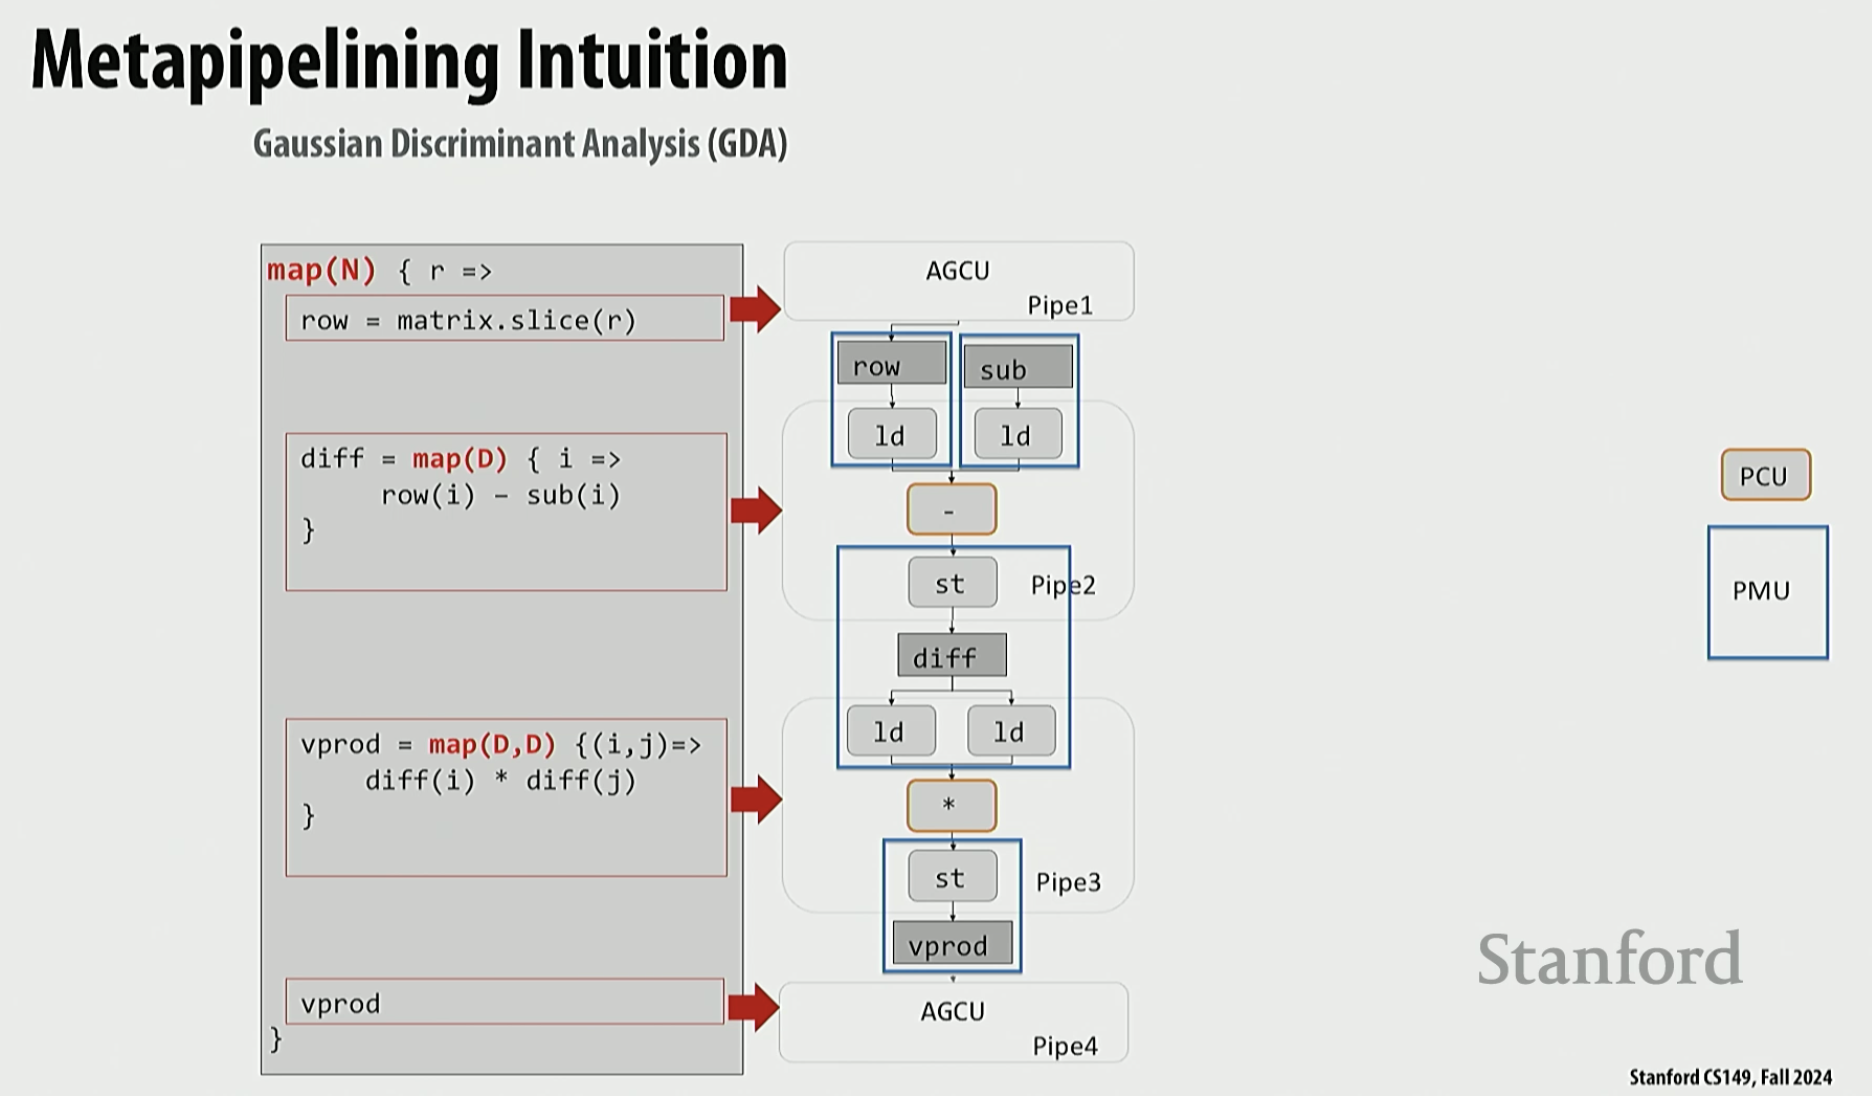 Metapipelining Intuition
Gaussian Discriminant Analysis (GDA)
map(N) { r =>
row = matrix.slice(r)
diff = map(D) { i =>
row(i) - sub(i)
}
vprod = map(D,D) {(i,j)=>
diff(i) * diff(j)
}
vprod
}
AGCU
Pipe1
row
sub
ld
ld
-
st
Pipe2
diff
ld
ld
*
st
Pipe3
vprod
AGCU
Pipe4
PCU
PMU
Stanford
Stanford CS149, Fall 2024